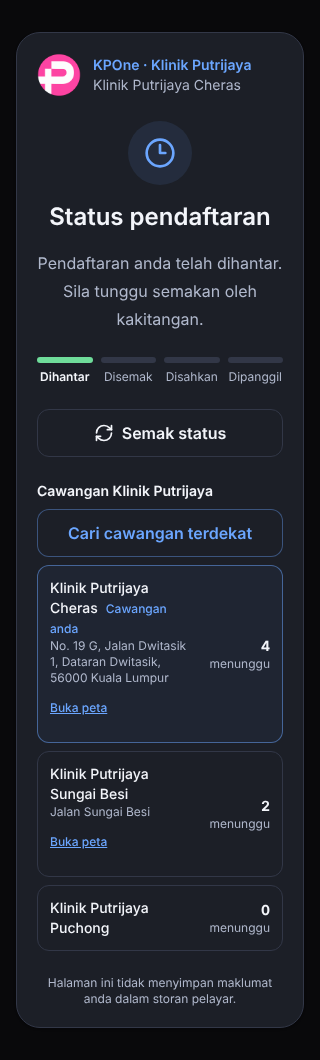 KPOne · Klinik Putrijaya
Klinik Putrijaya Cheras
Status pendaftaran
Pendaftaran anda telah dihantar.
Sila tunggu semakan oleh
kakitangan.
Dihantar Disemak Disahkan Dipanggil
Semak status
Cawangan Klinik Putrijaya
Cari cawangan terdekat
Klinik Putrijaya
Cheras Cawangan
anda
No. 19 G, Jalan Dwitasik
1, Dataran Dwitasik,
56000 Kuala Lumpur
Buka peta
4
menunggu
Klinik Putrijaya
Sungai Besi
Jalan Sungai Besi
Buka peta
2
menunggu
Klinik Putrijaya
Puchong
0
menunggu
Halaman ini tidak menyimpan maklumat
anda dalam storan pelayar.